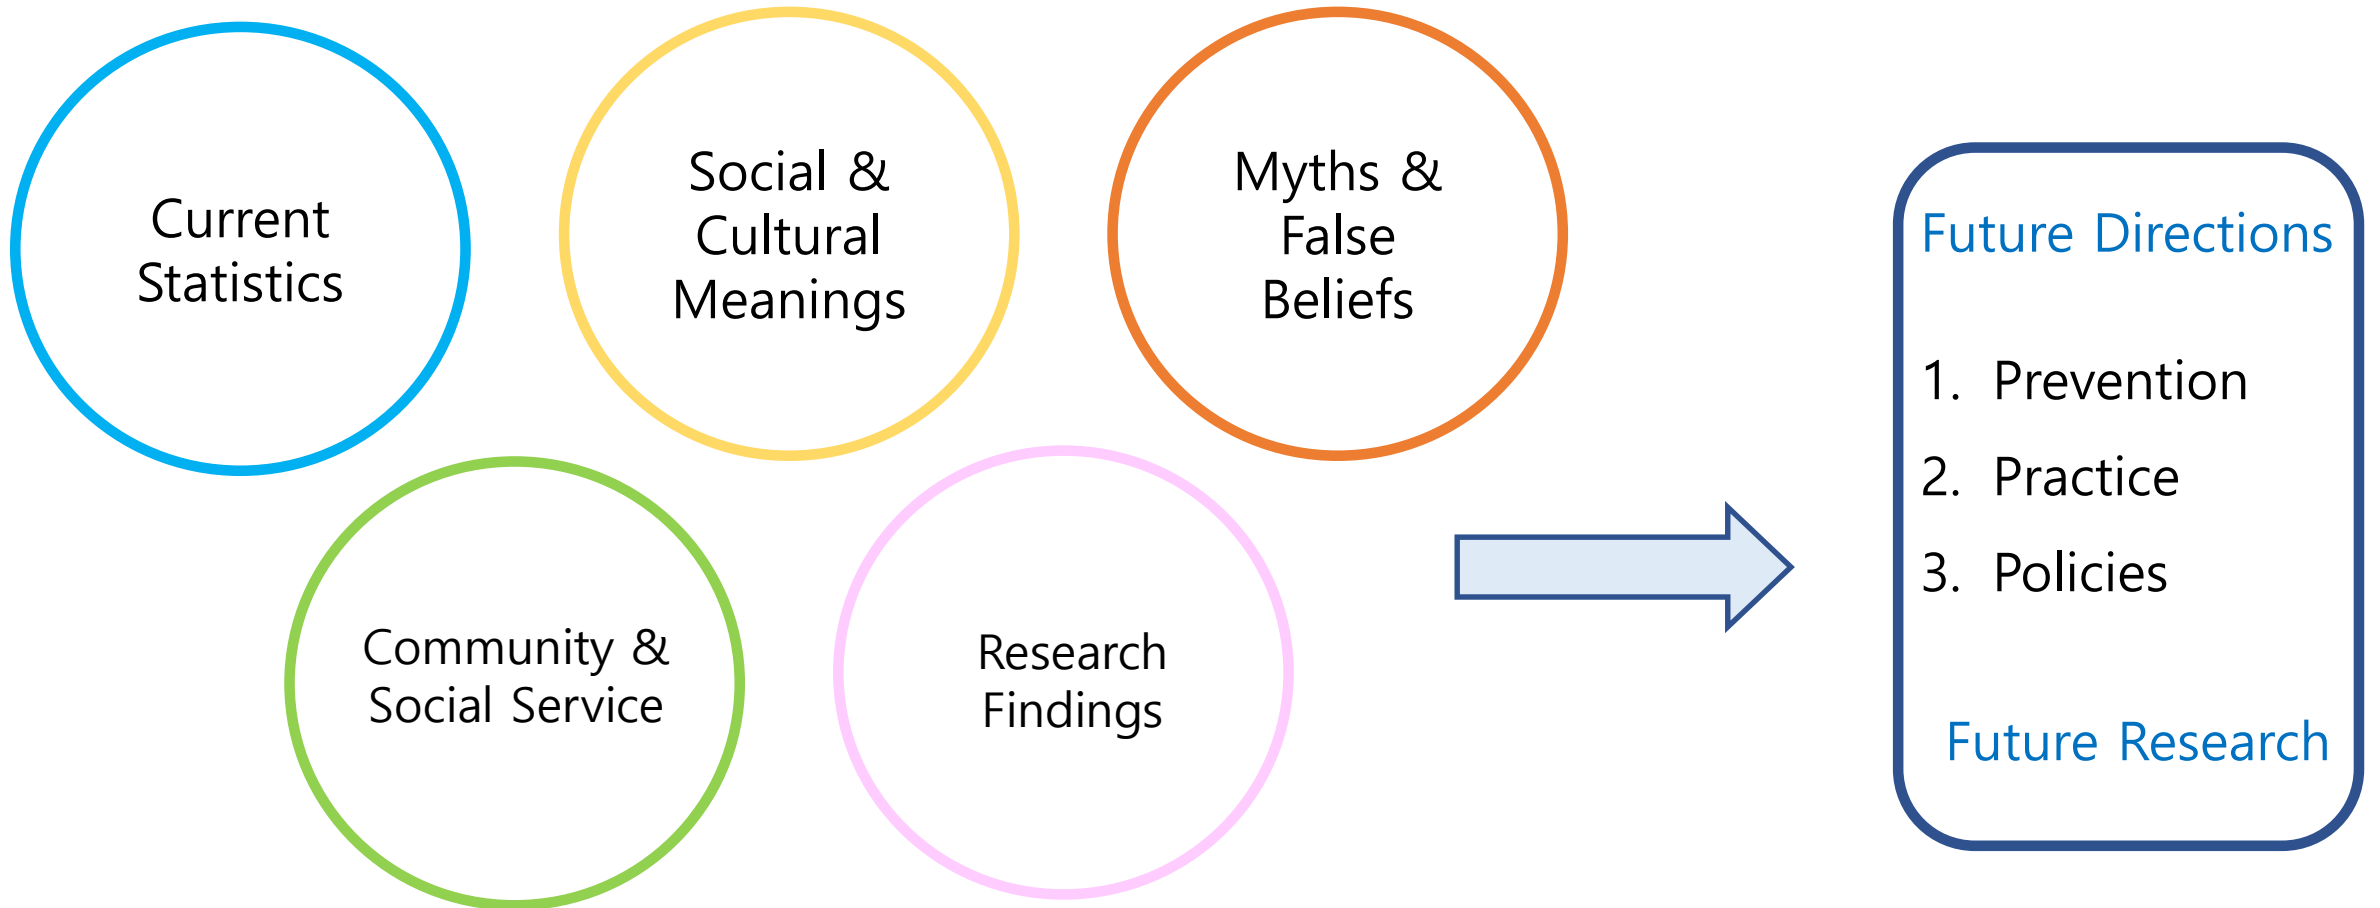 Current
Statistics
Social &
Cultural
Meanings
Myths &
False
Beliefs
Community &
Social Service
Research
Findings
Future Directions
1. Prevention
2. Practice
3. Policies
Future Research